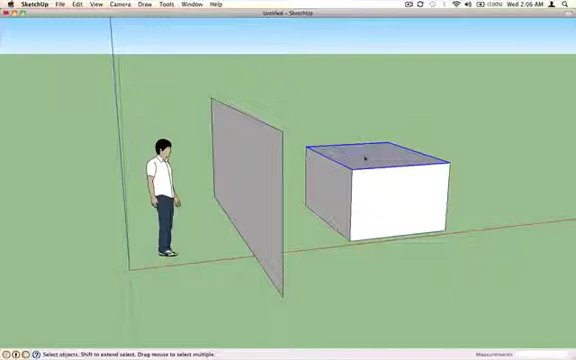 SketchUp File Edit View Camera Draw Tools Window Help Wed 2:06 AM
Untitled - SketchUp
Select objects. Shift to extend select. Drag mouse to select multiple. Measurements